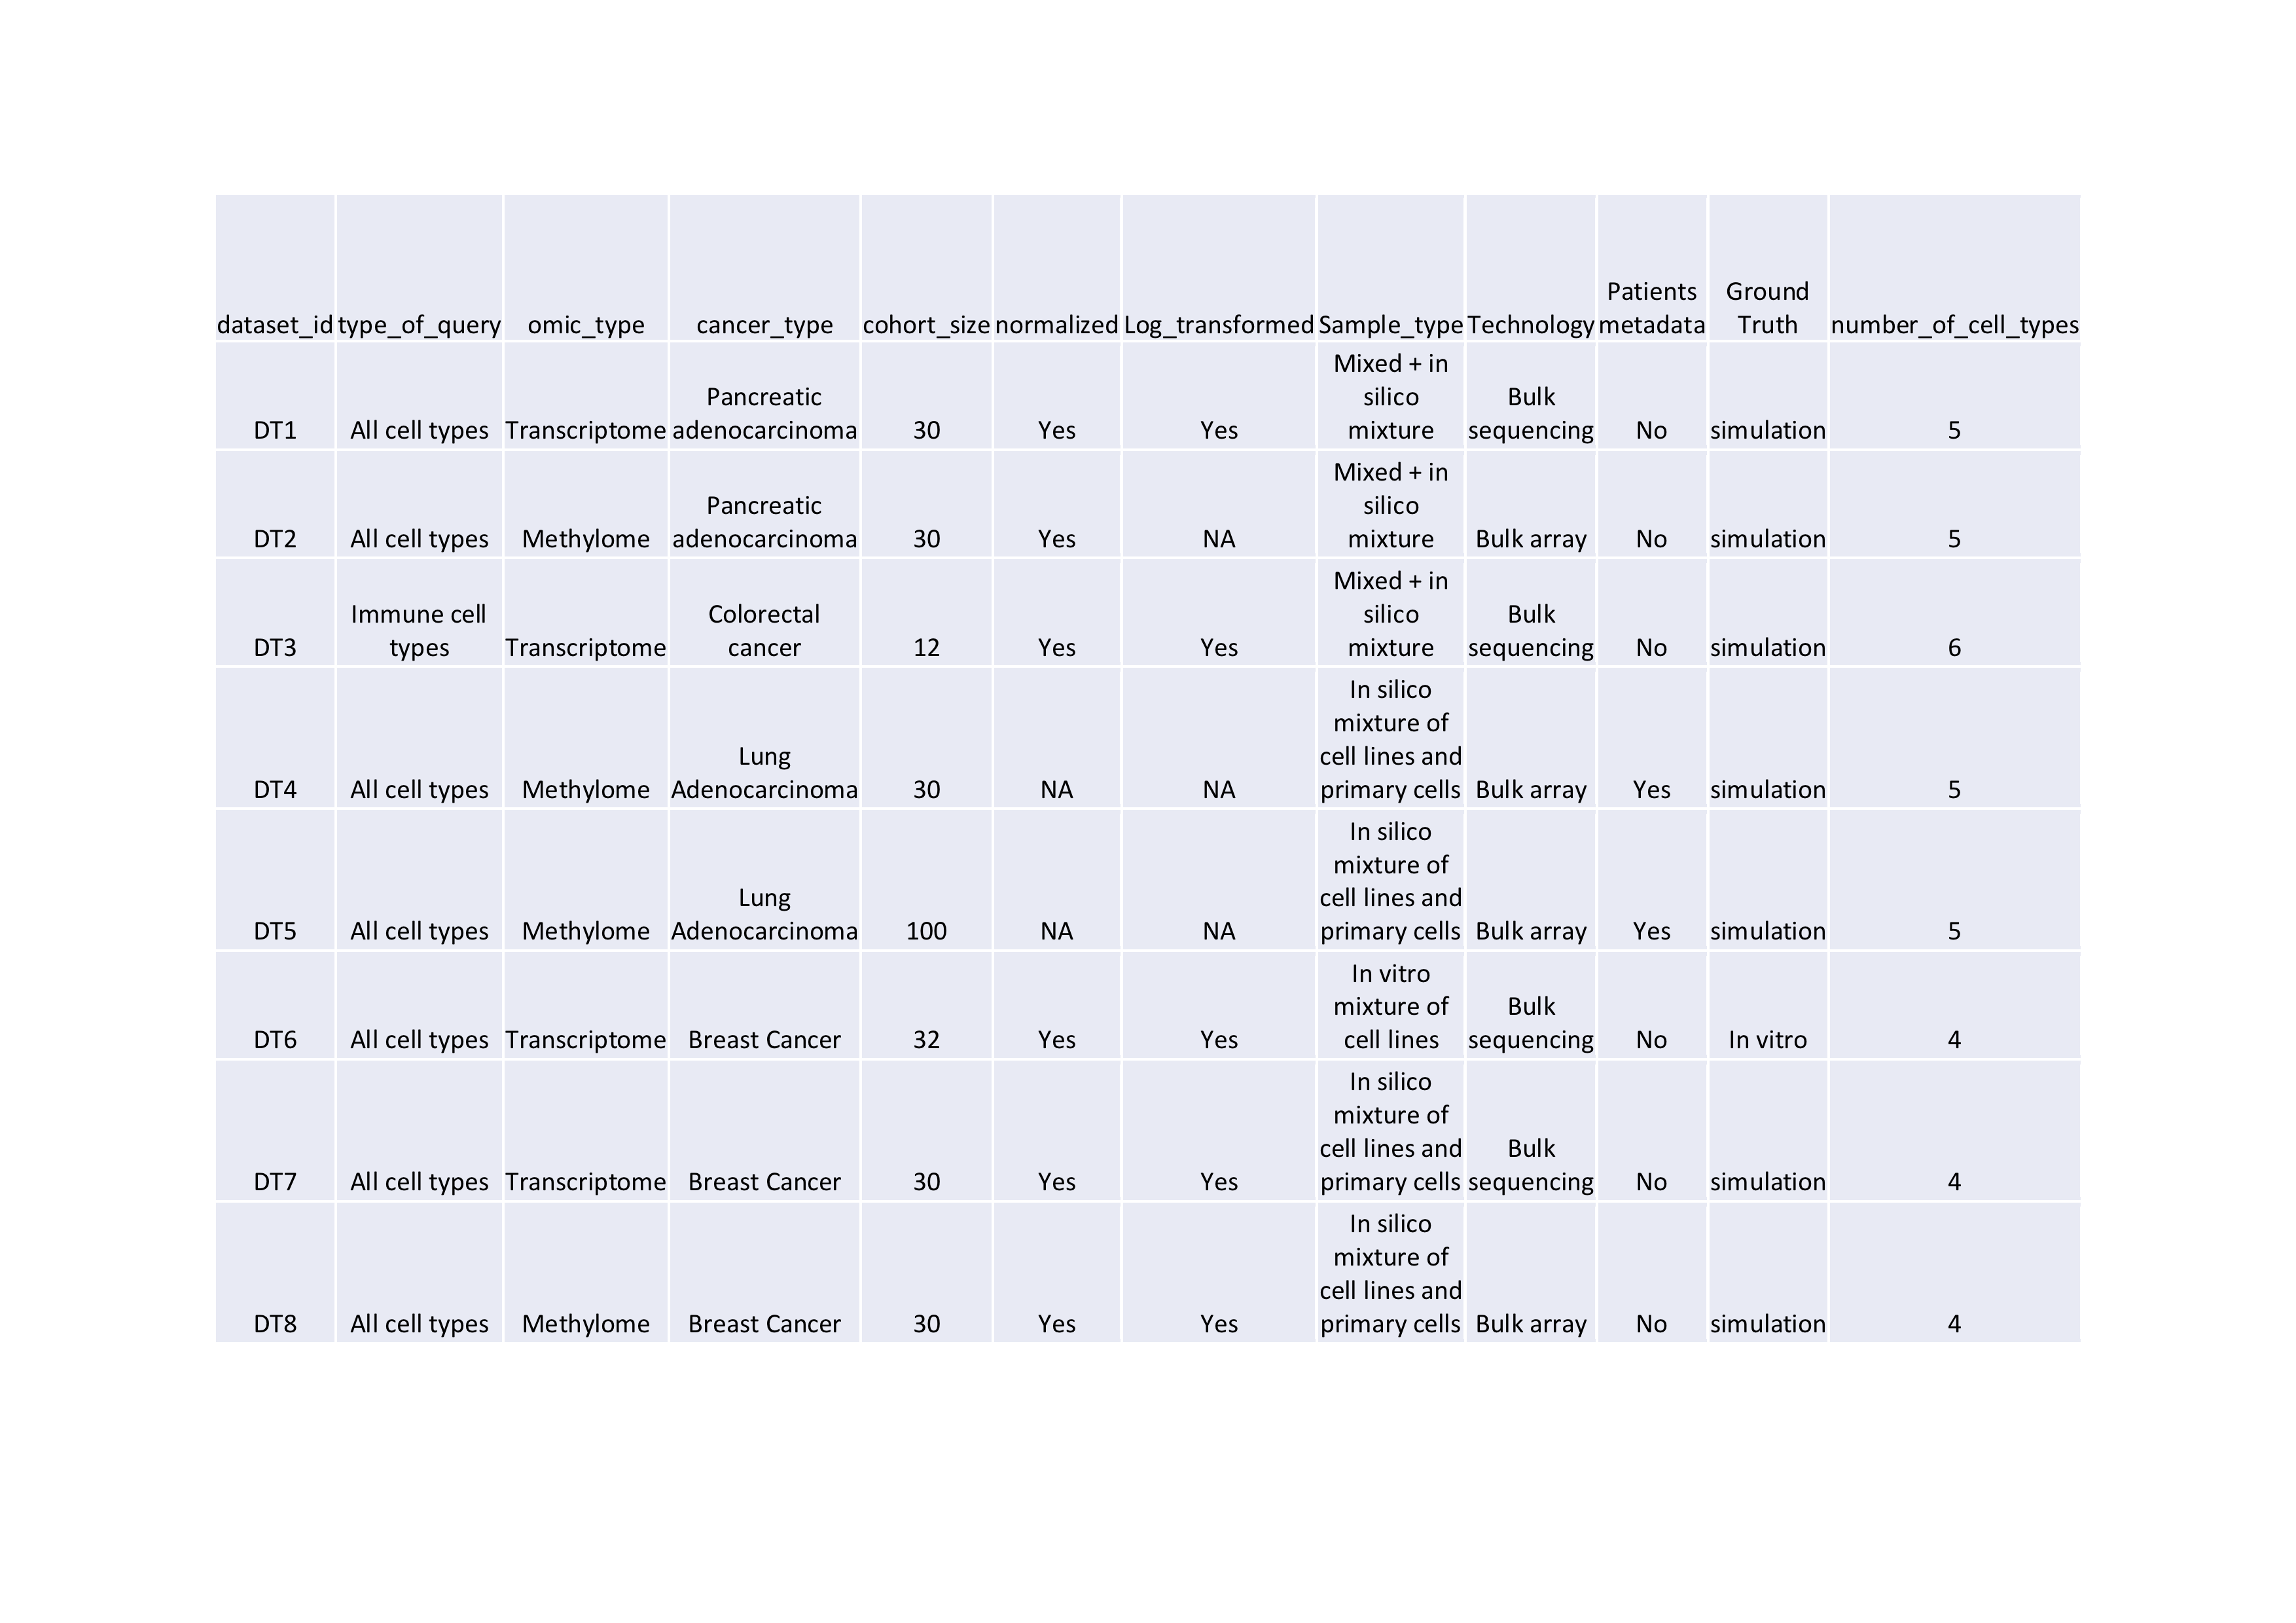 Patients Ground
dataset_id type_of_query omic_type cancer_type cohort_size normalized Log_transformed Sample_type Technology metadata Truth number_of_cell_types
Mixed + in
Pancreatic silico Bulk
DT1 All cell types Transcriptome adenocarcinoma 30 Yes Yes mixture sequencing No simulation 5
Mixed + in
Pancreatic silico
DT2 All cell types Methylome adenocarcinoma 30 Yes NA mixture Bulk array No simulation 5
Mixed + in
Immune cell Colorectal silico Bulk
DT3 types Transcriptome cancer 12 Yes Yes mixture sequencing No simulation 6
In silico
mixture of
Lung cell lines and
DT4 All cell types Methylome Adenocarcinoma 30 NA NA primary cells Bulk array Yes simulation 5
In silico
mixture of
Lung cell lines and
DT5 All cell types Methylome Adenocarcinoma 100 NA NA primary cells Bulk array Yes simulation 5
In vitro
mixture of Bulk
DT6 All cell types Transcriptome Breast Cancer 32 Yes Yes cell lines sequencing No In vitro 4
In silico
mixture of
cell lines and Bulk
DT7 All cell types Transcriptome Breast Cancer 30 Yes Yes primary cells sequencing No simulation 4
In silico
mixture of
cell lines and
DT8 All cell types Methylome Breast Cancer 30 Yes Yes primary cells Bulk array No simulation 4